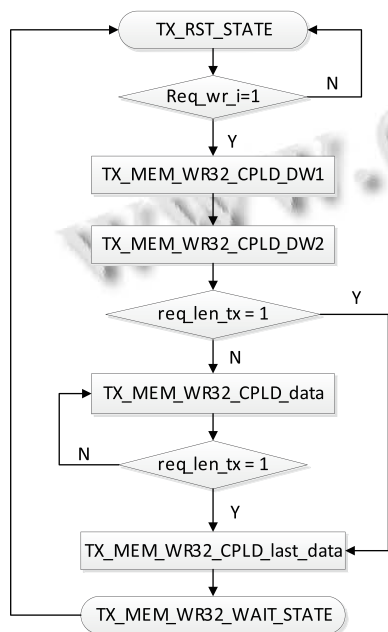 TX_RST_STATE
N
Req_wr_i=1
Y
TX_MEM_WR32_CPLD_DW1
TX_MEM_WR32_CPLD_DW2
req_len_tx = 1
Y
N
TX_MEM_WR32_CPLD_data
N
req_len_tx = 1
Y
TX_MEM_WR32_CPLD_last_data
TX_MEM_WR32_WAIT_STATE